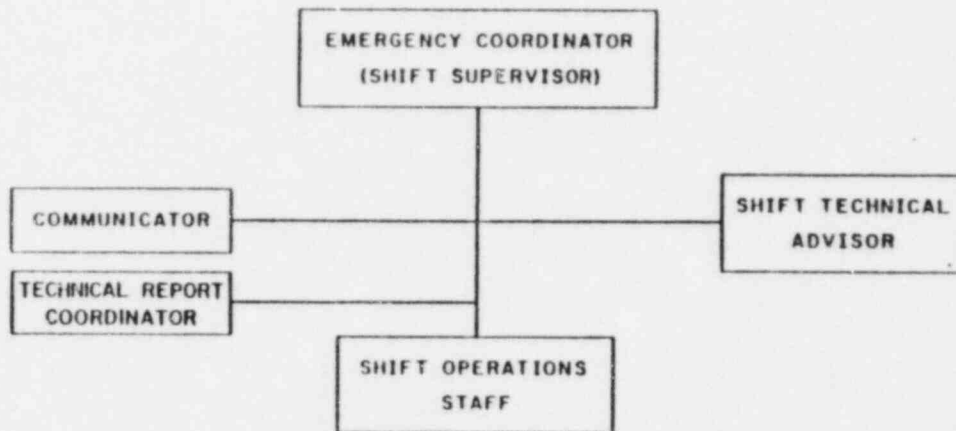 EMERGENCY COORDINATOR
(SHIFT SUPERVISOR)
COMMUNICATOR
SHIFT TECHNICAL
ADVISOR
TECHNICAL REPORT
COORDINATOR
SHIFT OPERATIONS
STAFF